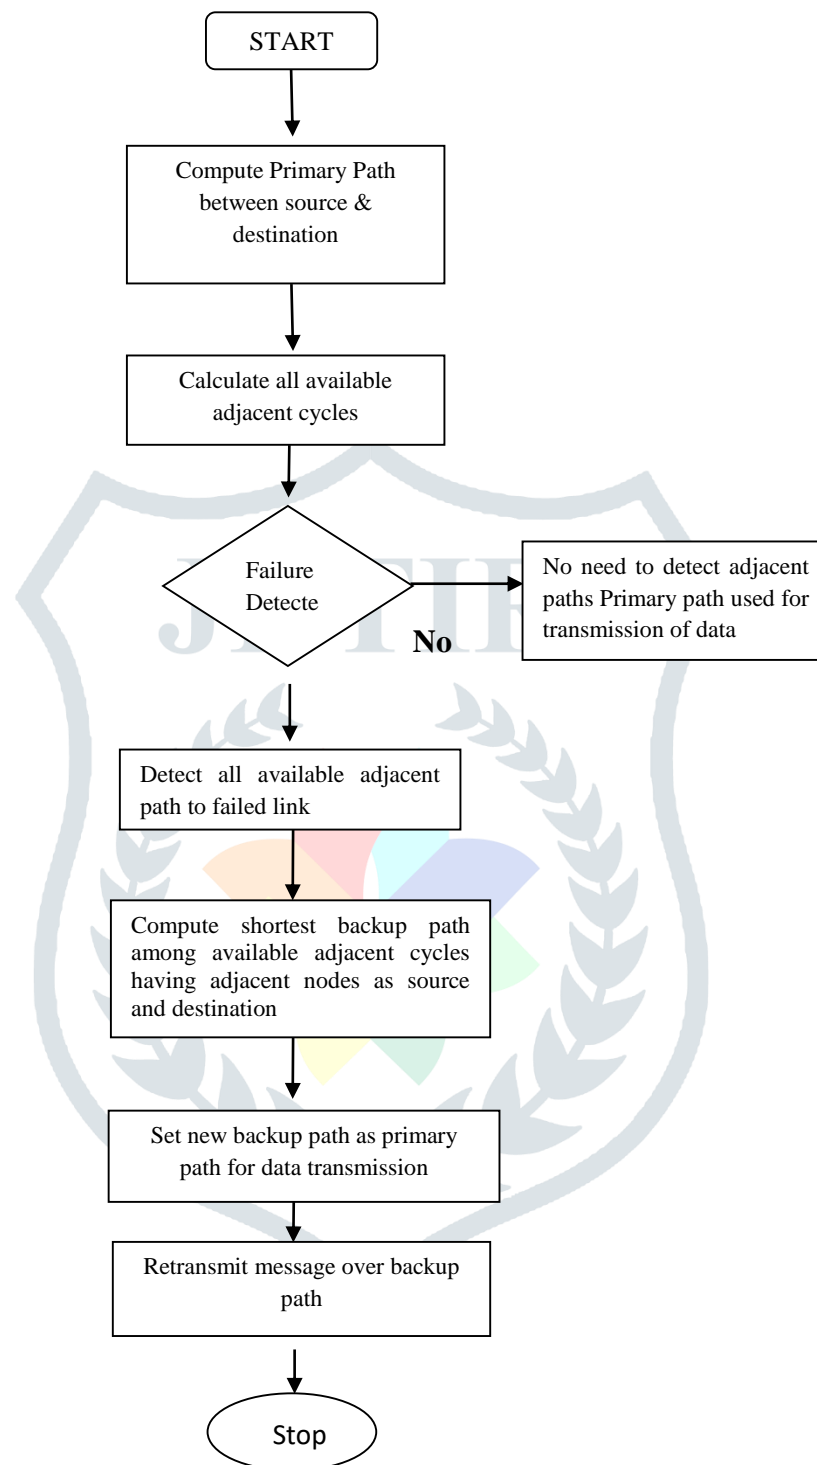 START
Compute Primary Path
between source &
destination
Calculate all available
adjacent cycles
Failure
Detecte
No
No need to detect adjacent
paths Primary path used for
transmission of data
Detect all available adjacent
path to failed link
Compute shortest backup path
among available adjacent cycles
having adjacent nodes as source
and destination
Set new backup path as primary
path for data transmission
Retransmit message over backup
path
Stop